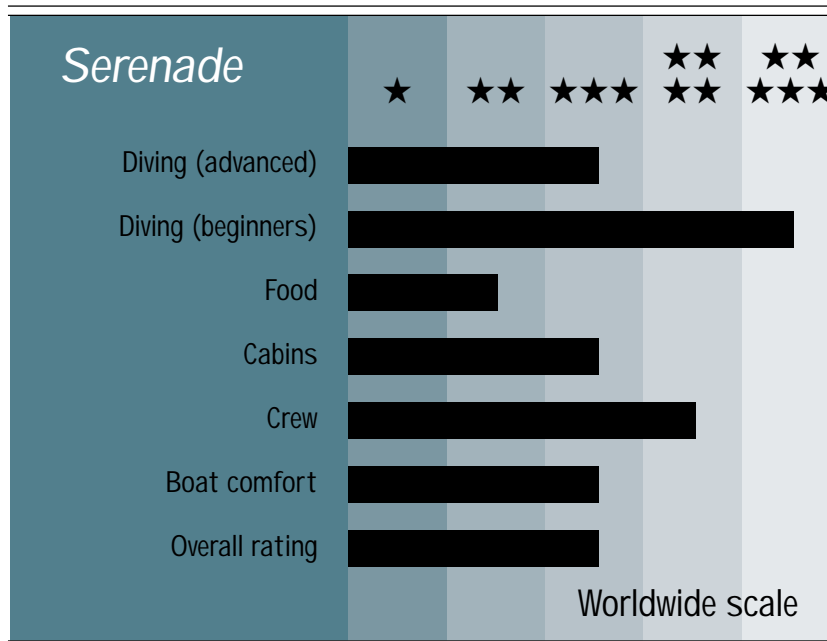 Serenade
★ ★★ ★★★ ★★★★ ★★★★★
Diving (advanced)
Diving (beginners)
Food
Cabins
Crew
Boat comfort
Overall rating
Worldwide scale